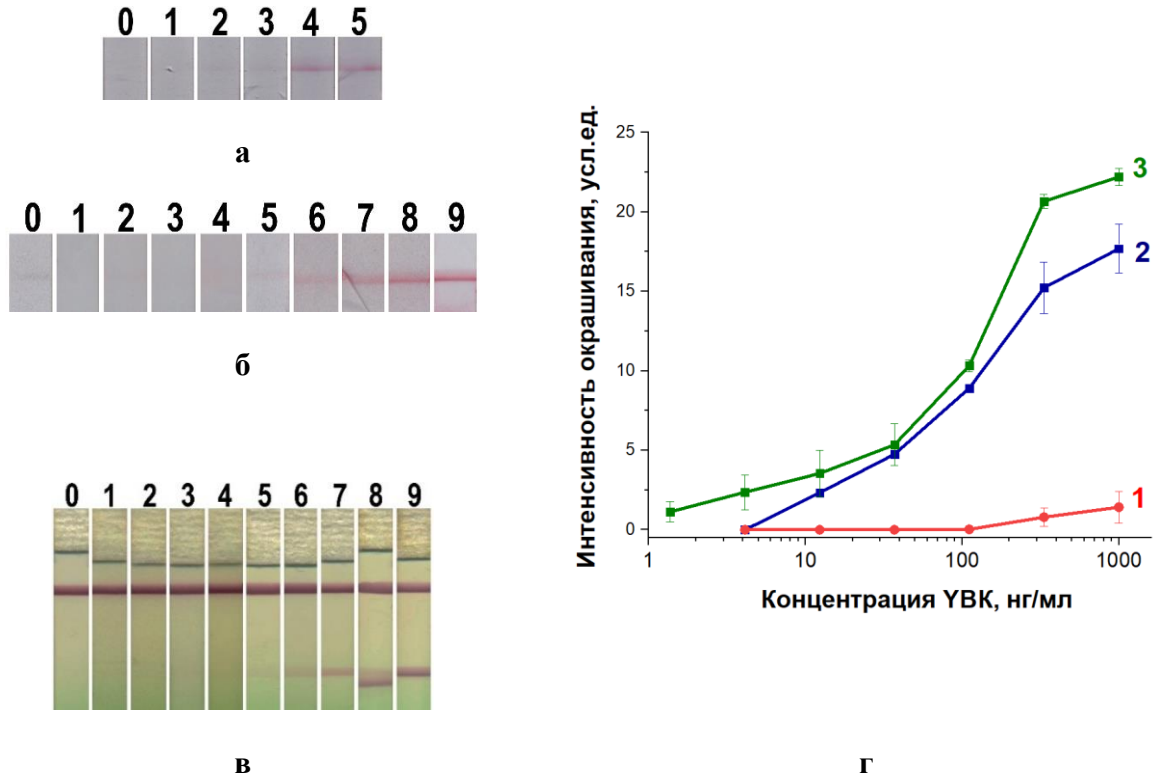 0 1 2 3 4 5
а
0 1 2 3 4 5 6 7 8 9
б
0 1 2 3 4 5 6 7 8 9
в
Интенсивность окрашивания, усл.ед.
25
20
15
10
5
0
1 10 100 1000
3
2
1
Концентрация YВК, нг/мл
г